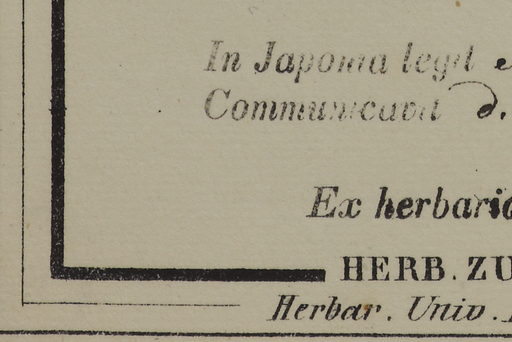 In Japonia legit
Communicavit d.
Ex herbario
HERB. ZU
Herbar. Univ.